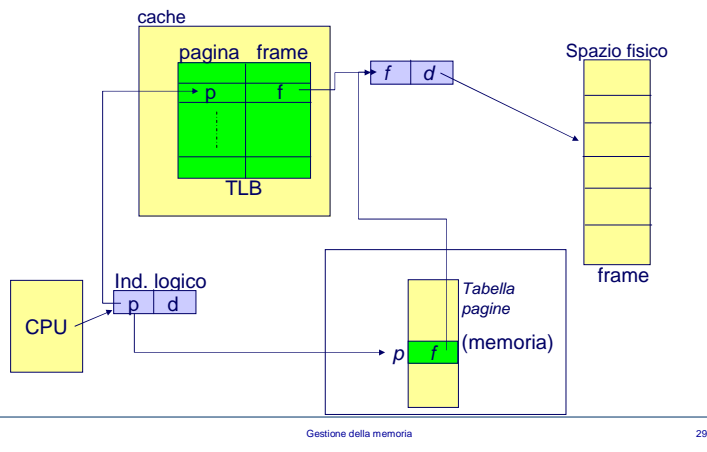 cache
pagina frame
p f
TLB
f d
Spazio fisico
frame
Ind. logico
p d
CPU
Tabella
pagine
(memoria)
p f
Gestione della memoria 29